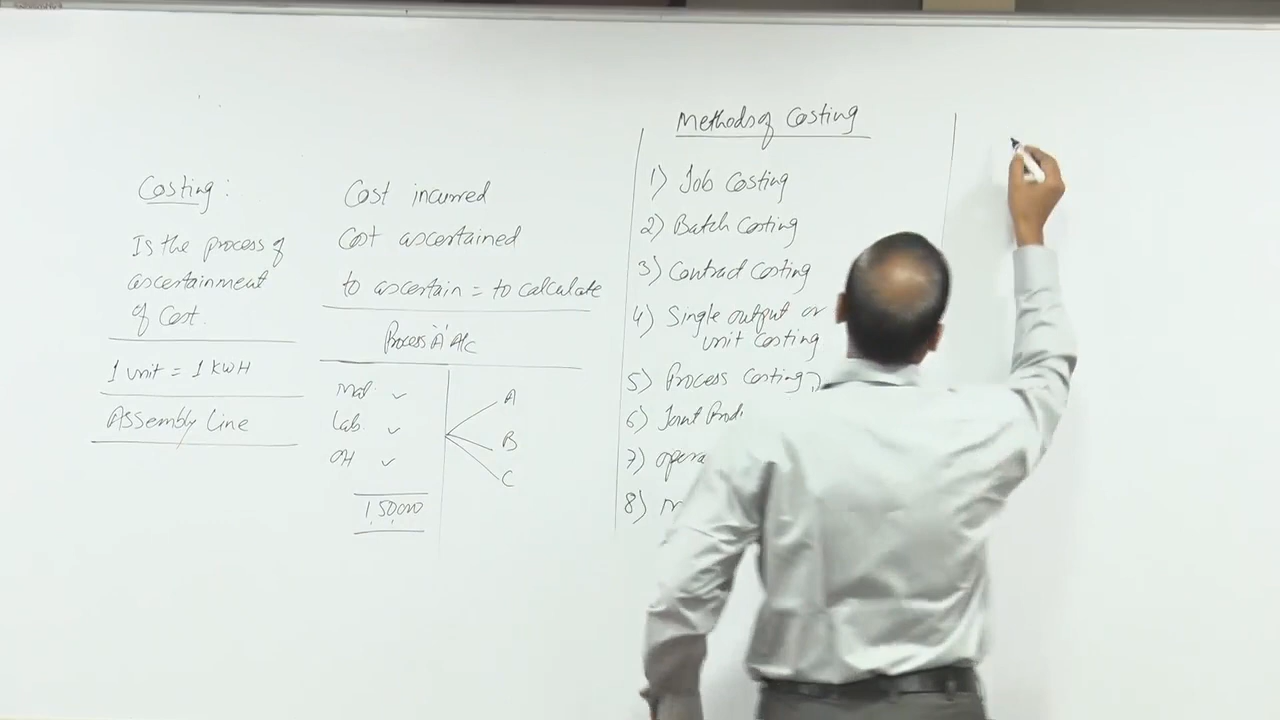 Costing:
Is the process of
ascertainment
of Cost.
1 unit = 1 KWH
Assembly Line
Cost incurred
Cost ascertained
to ascertain = to calculate
Process 'A' A/c
Mat.
Lab.
OH
1,50,000
A
B
C
Methods of Costing
1) Job Costing
2) Batch Costing
3) Contract Costing
4) Single output or
unit Costing
5) Process Costing
6) Joint Prod
7) opera
8) m